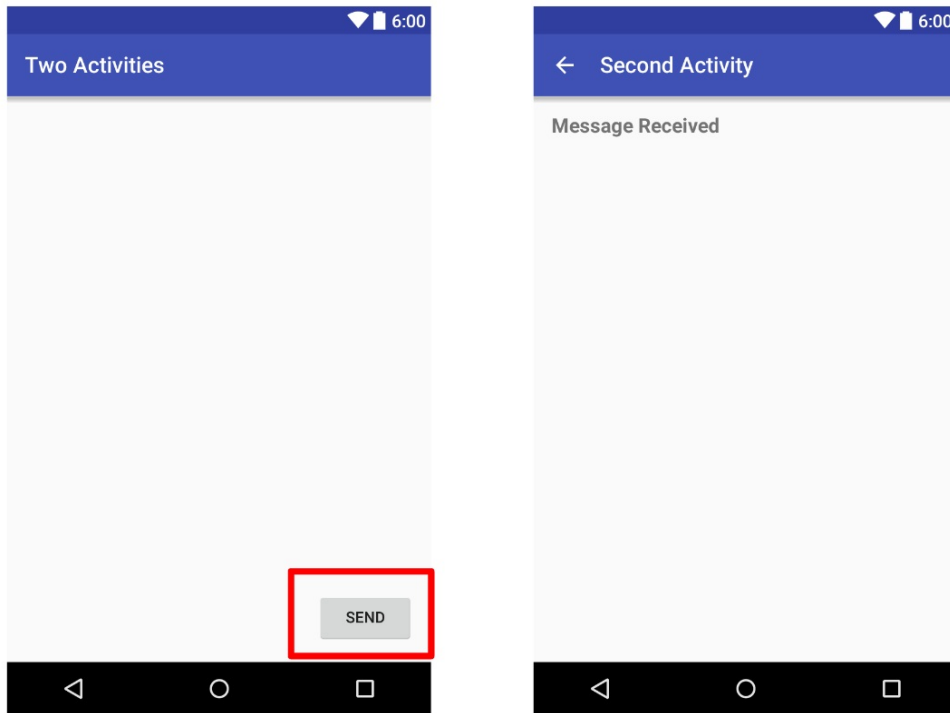 6:00
Two Activities
SEND
6:00
Second Activity
Message Received